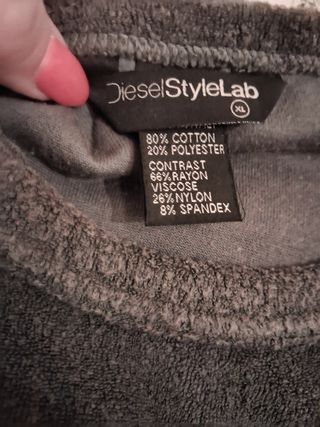 DieselStyleLab
XL
80% COTTON
20% POLYESTER
CONTRAST
66%RAYON
VISCOSE
26%NYLON
8% SPANDEX